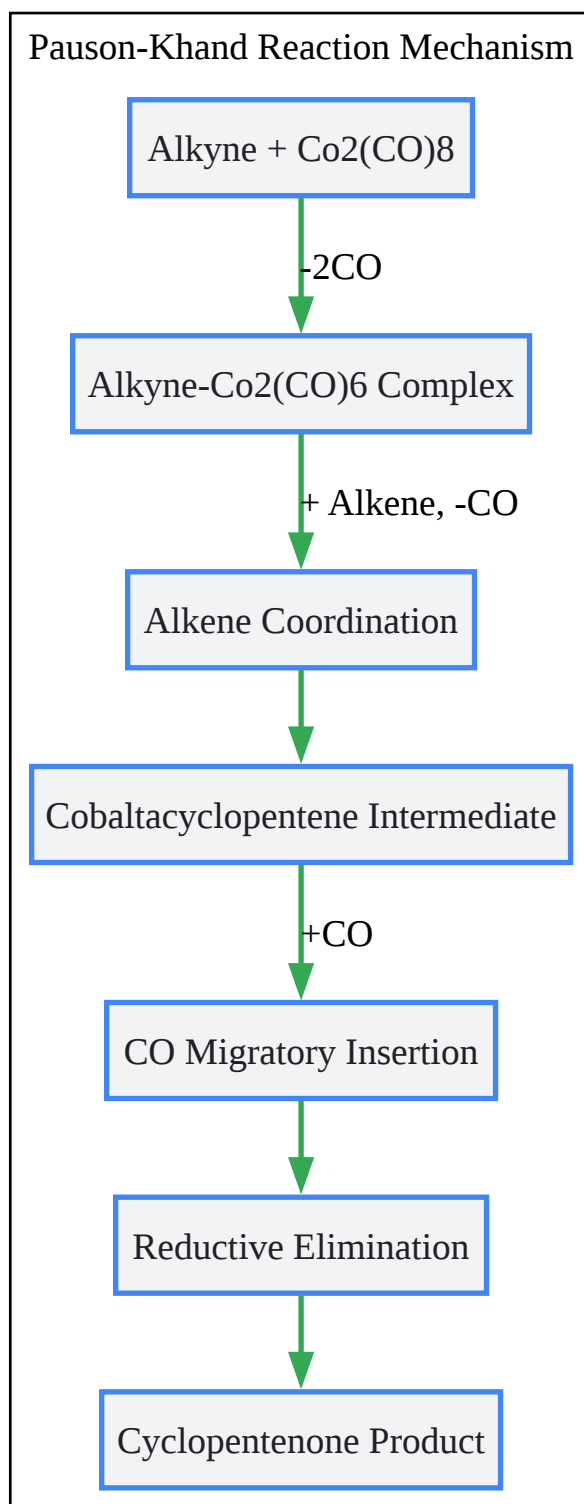 Pauson-Khand Reaction Mechanism
Alkyne + Co2(CO)8
-2CO
Alkyne-Co2(CO)6 Complex
+ Alkene, -CO
Alkene Coordination
Cobaltacyclopentene Intermediate
+CO
CO Migratory Insertion
Reductive Elimination
Cyclopentenone Product